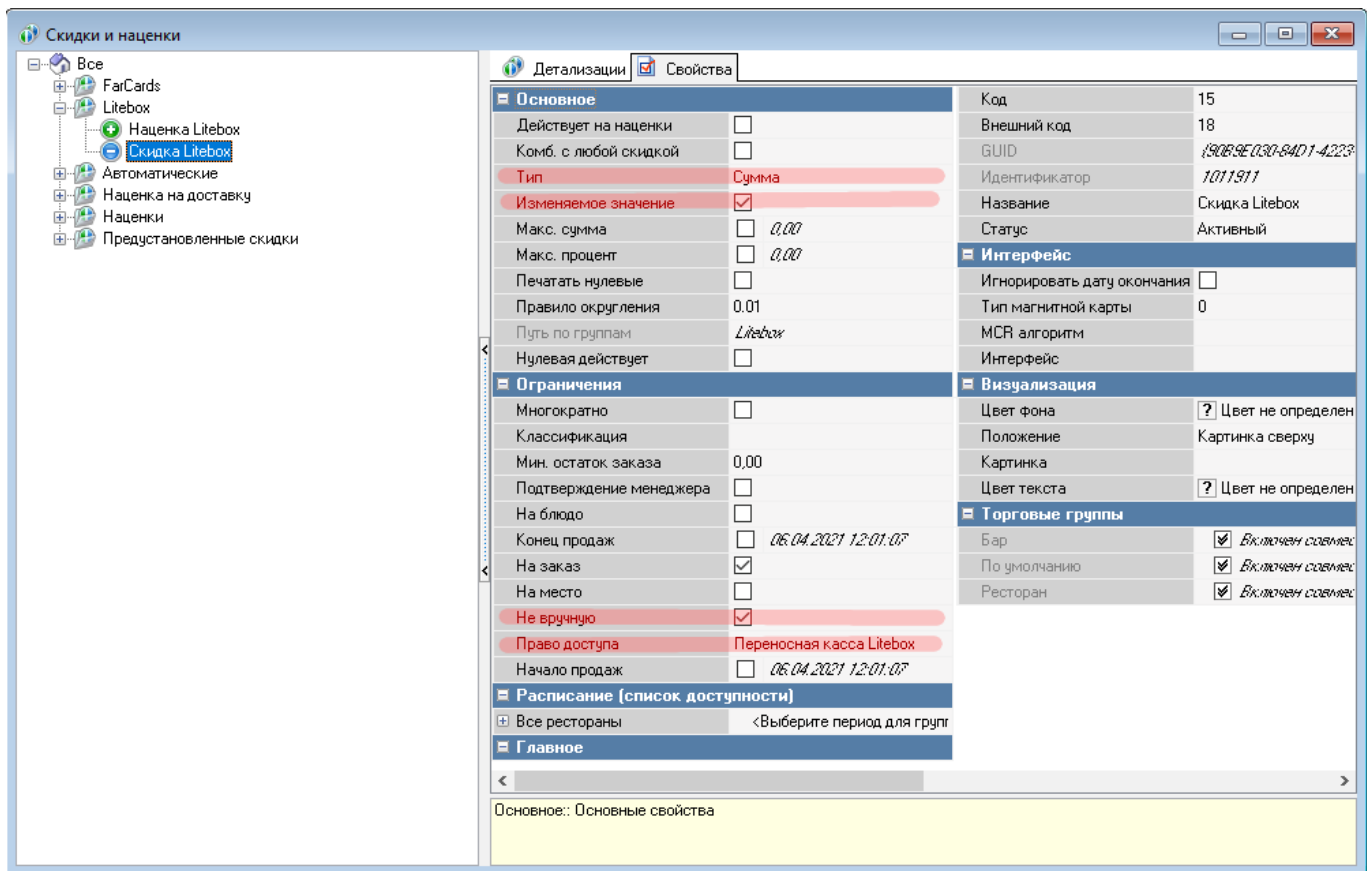 Скидки и наценки
Все
FarCards
Litebox
Наценка Litebox
Скидка Litebox
Автоматические
Наценка на доставку
Наценки
Предустановленные скидки
Детализации
Свойства
Основное
Действует на наценки
Комб. с любой скидкой
Тип Сумма
Изменяемое значение
Макс. сумма 0,00
Макс. процент 0,00
Печатать нулевые
Правило округления 0.01
Путь по группам Litebox
Нулевая действует
Ограничения
Многократно
Классификация
Мин. остаток заказа 0,00
Подтверждение менеджера
На блюдо
Конец продаж 06.04.2021 12:01:07
На заказ
На место
Не вручную
Право доступа Переносная касса Litebox
Начало продаж 06.04.2021 12:01:07
Расписание (список доступности)
Все рестораны <Выберите период для групп
Главное
Код 15
Внешний код 18
GUID {90B9E030-84D1-4223-
Идентификатор 1011911
Название Скидка Litebox
Статус Активный
Интерфейс
Игнорировать дату окончания
Тип магнитной карты 0
MCR алгоритм
Интерфейс
Визуализация
Цвет фона ? Цвет не определен
Положение Картинка сверху
Картинка
Цвет текста ? Цвет не определен
Торговые группы
Бар Включен совмес
По умолчанию Включен совмес
Ресторан Включен совмес
Основное:: Основные свойства